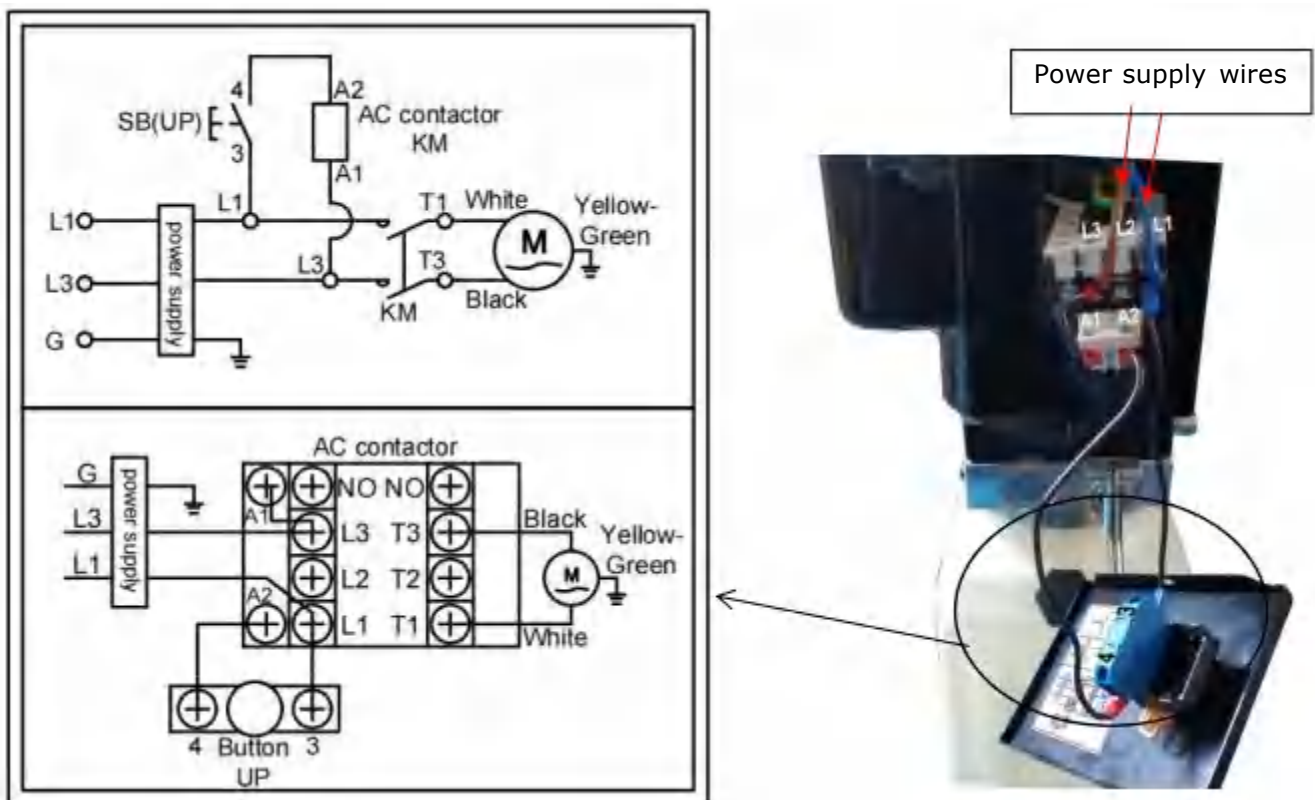 4
A2
SB(UP)
AC contactor
KM
3
A1
L1
L1
T1
White
Yellow-
Green
M
power supply
L3
L3
T3
KM
Black
G
AC contactor
G
NO NO
A1
L3
L3 T3
Black
Yellow-
Green
power supply
L2 T2
M
L1
A2
L1 T1
White
4
Button
3
UP
Power supply wires
L3
L2
L1
A1
A2
3
4